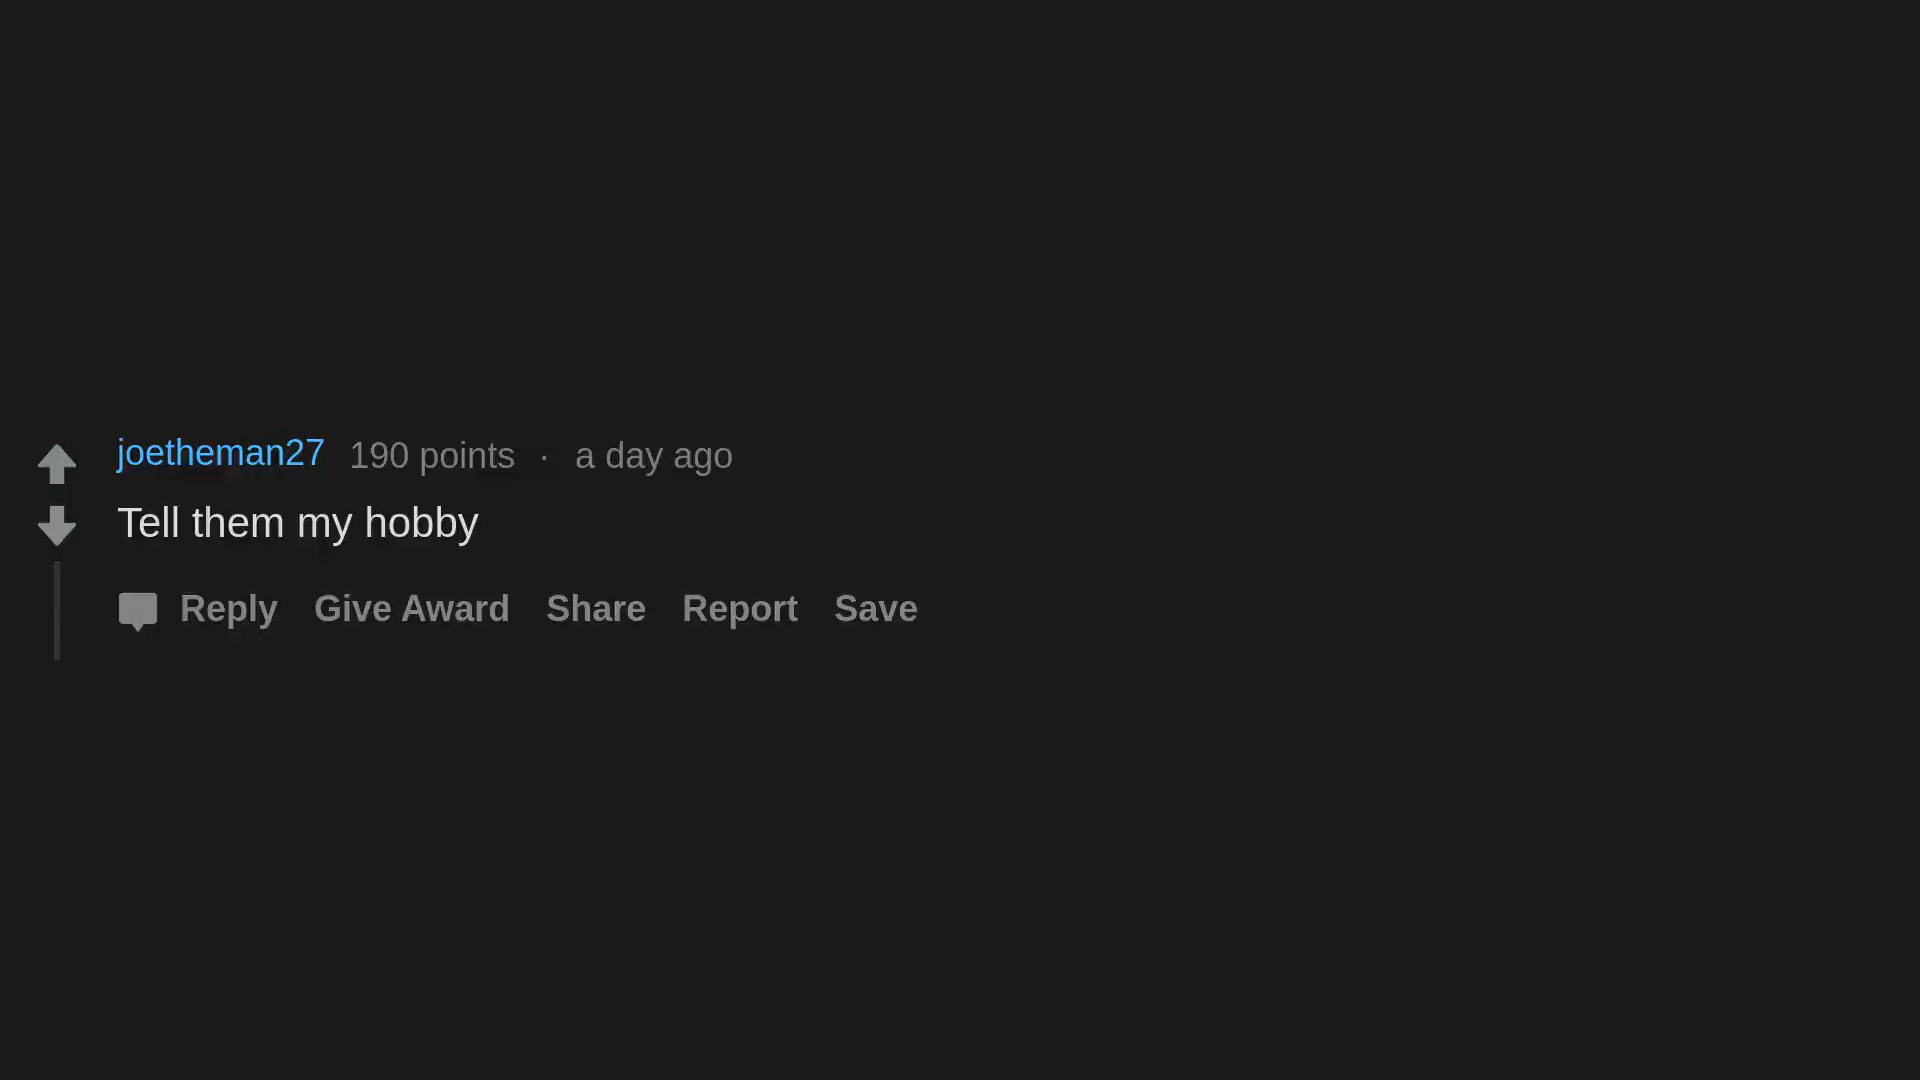 joetheman27 190 points · a day ago
Tell them my hobby
Reply Give Award Share Report Save